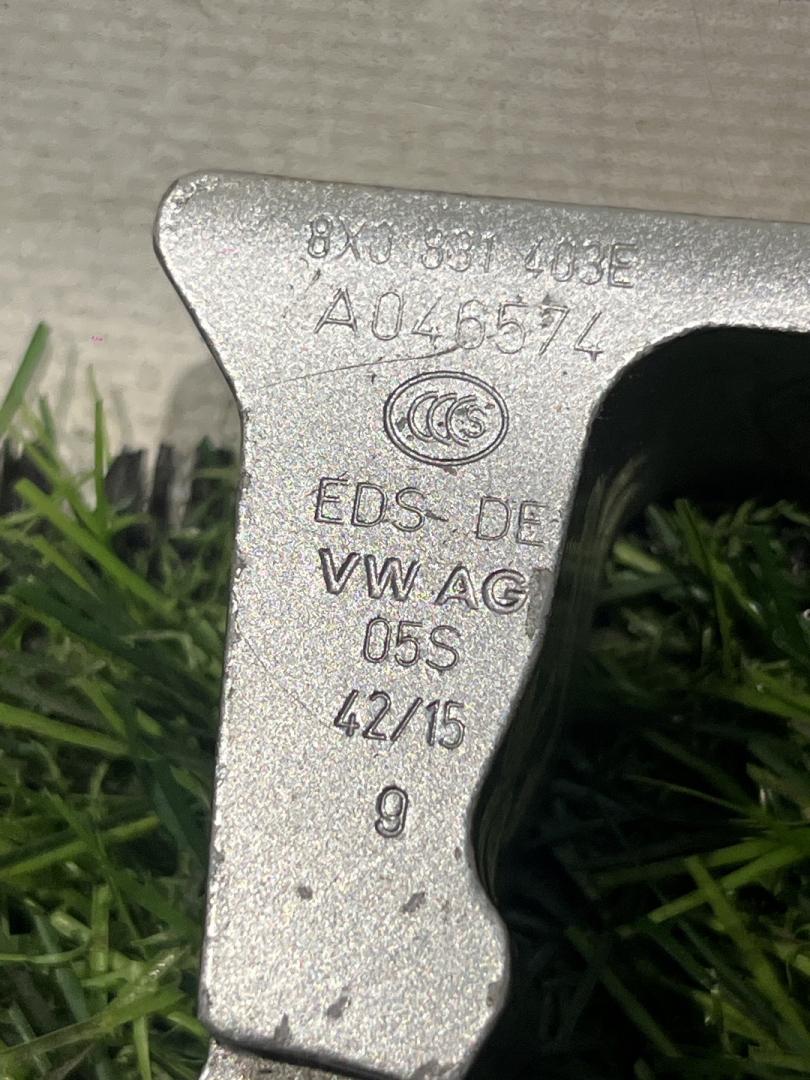 8X0 831 403E
A046574
CCCS
EDS- DE
VW AG
05S
42/15
9